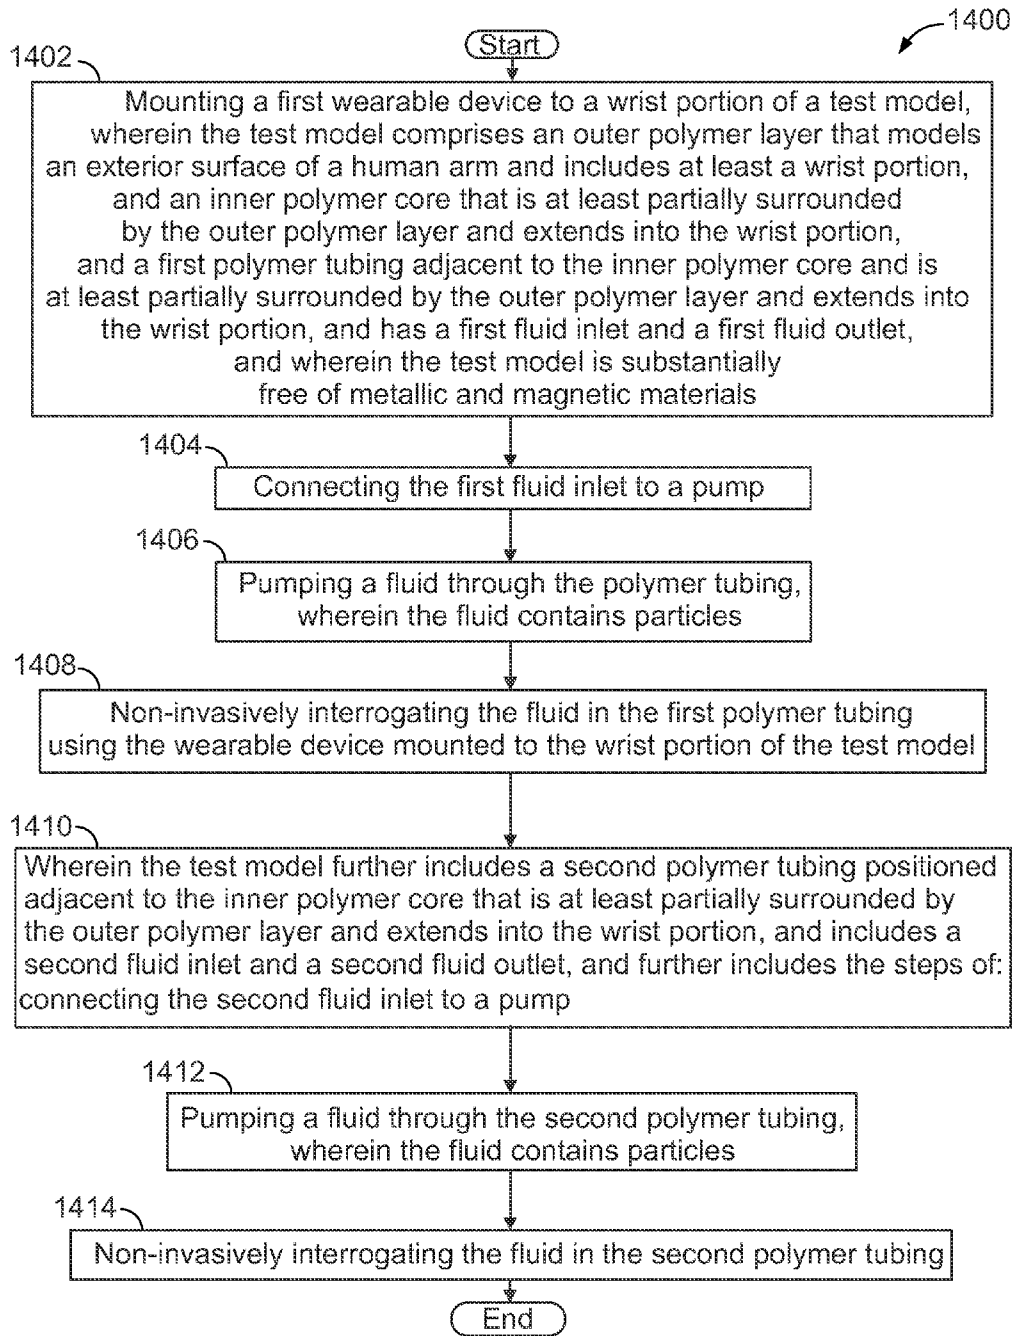 1400
Start
1402
Mounting a first wearable device to a wrist portion of a test model,
wherein the test model comprises an outer polymer layer that models
an exterior surface of a human arm and includes at least a wrist portion,
and an inner polymer core that is at least partially surrounded
by the outer polymer layer and extends into the wrist portion,
and a first polymer tubing adjacent to the inner polymer core and is
at least partially surrounded by the outer polymer layer and extends into
the wrist portion, and has a first fluid inlet and a first fluid outlet,
and wherein the test model is substantially
free of metallic and magnetic materials
1404
Connecting the first fluid inlet to a pump
1406
Pumping a fluid through the polymer tubing,
wherein the fluid contains particles
1408
Non-invasively interrogating the fluid in the first polymer tubing
using the wearable device mounted to the wrist portion of the test model
1410
Wherein the test model further includes a second polymer tubing positioned
adjacent to the inner polymer core that is at least partially surrounded by
the outer polymer layer and extends into the wrist portion, and includes a
second fluid inlet and a second fluid outlet, and further includes the steps of:
connecting the second fluid inlet to a pump
1412
Pumping a fluid through the second polymer tubing,
wherein the fluid contains particles
1414
Non-invasively interrogating the fluid in the second polymer tubing
End